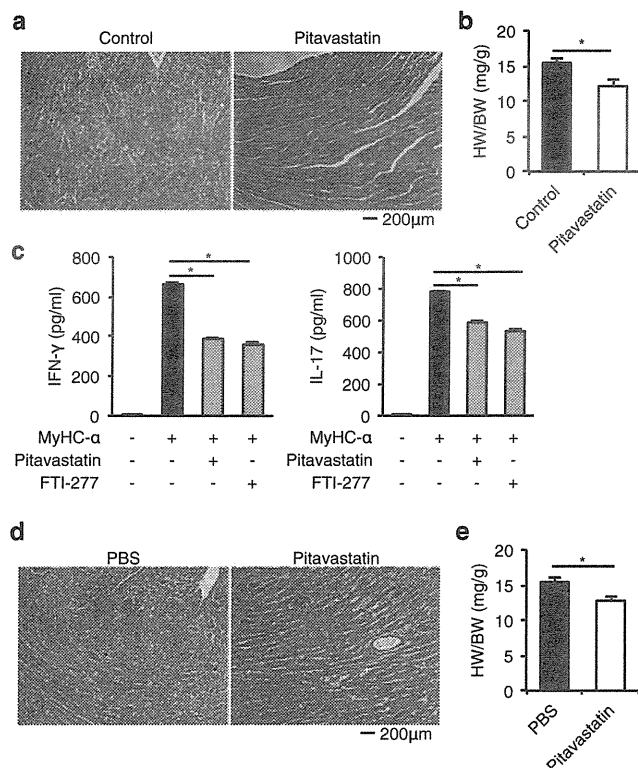 a
Control
Pitavastatin
200μm
b
HW/BW (mg/g)
20
15
10
5
0
*
Control
Pitavastatin
c
IFN-γ (pg/ml)
800
600
400
200
0
*
*
MyHC-α - + + +
Pitavastatin - - + -
FTI-277 - - - +
IL-17 (pg/ml)
1000
800
600
400
200
0
*
*
MyHC-α - + + +
Pitavastatin - - + -
FTI-277 - - - +
d
PBS
Pitavastatin
200μm
e
HW/BW (mg/g)
20
15
10
5
0
*
PBS
Pitavastatin